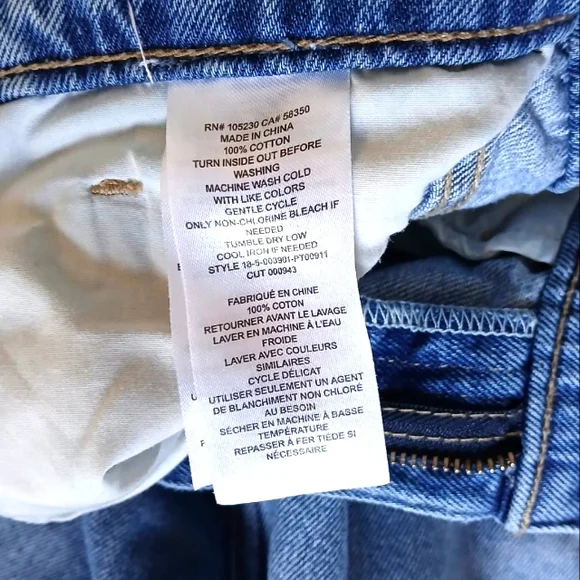 RN# 105230 CA# 58350
MADE IN CHINA
100% COTTON
TURN INSIDE OUT BEFORE
WASHING
MACHINE WASH COLD
WITH LIKE COLORS
GENTLE CYCLE
ONLY NON-CHLORINE BLEACH IF
NEEDED
TUMBLE DRY LOW
COOL IRON IF NEEDED
STYLE 18-5-003901-PT00911
CUT 000943
FABRIQUÉ EN CHINE
100% COTON
RETOURNER AVANT LE LAVAGE
LAVER EN MACHINE À L'EAU
FROIDE
LAVER AVEC COULEURS
SIMILAIRES
CYCLE DÉLICAT
UTILISER SEULEMENT UN AGENT
DE BLANCHIMENT NON CHLORÉ
AU BESOIN
SÉCHER EN MACHINE À BASSE
TEMPÉRATURE
REPASSER À FER TIÈDE SI
NÉCESSAIRE